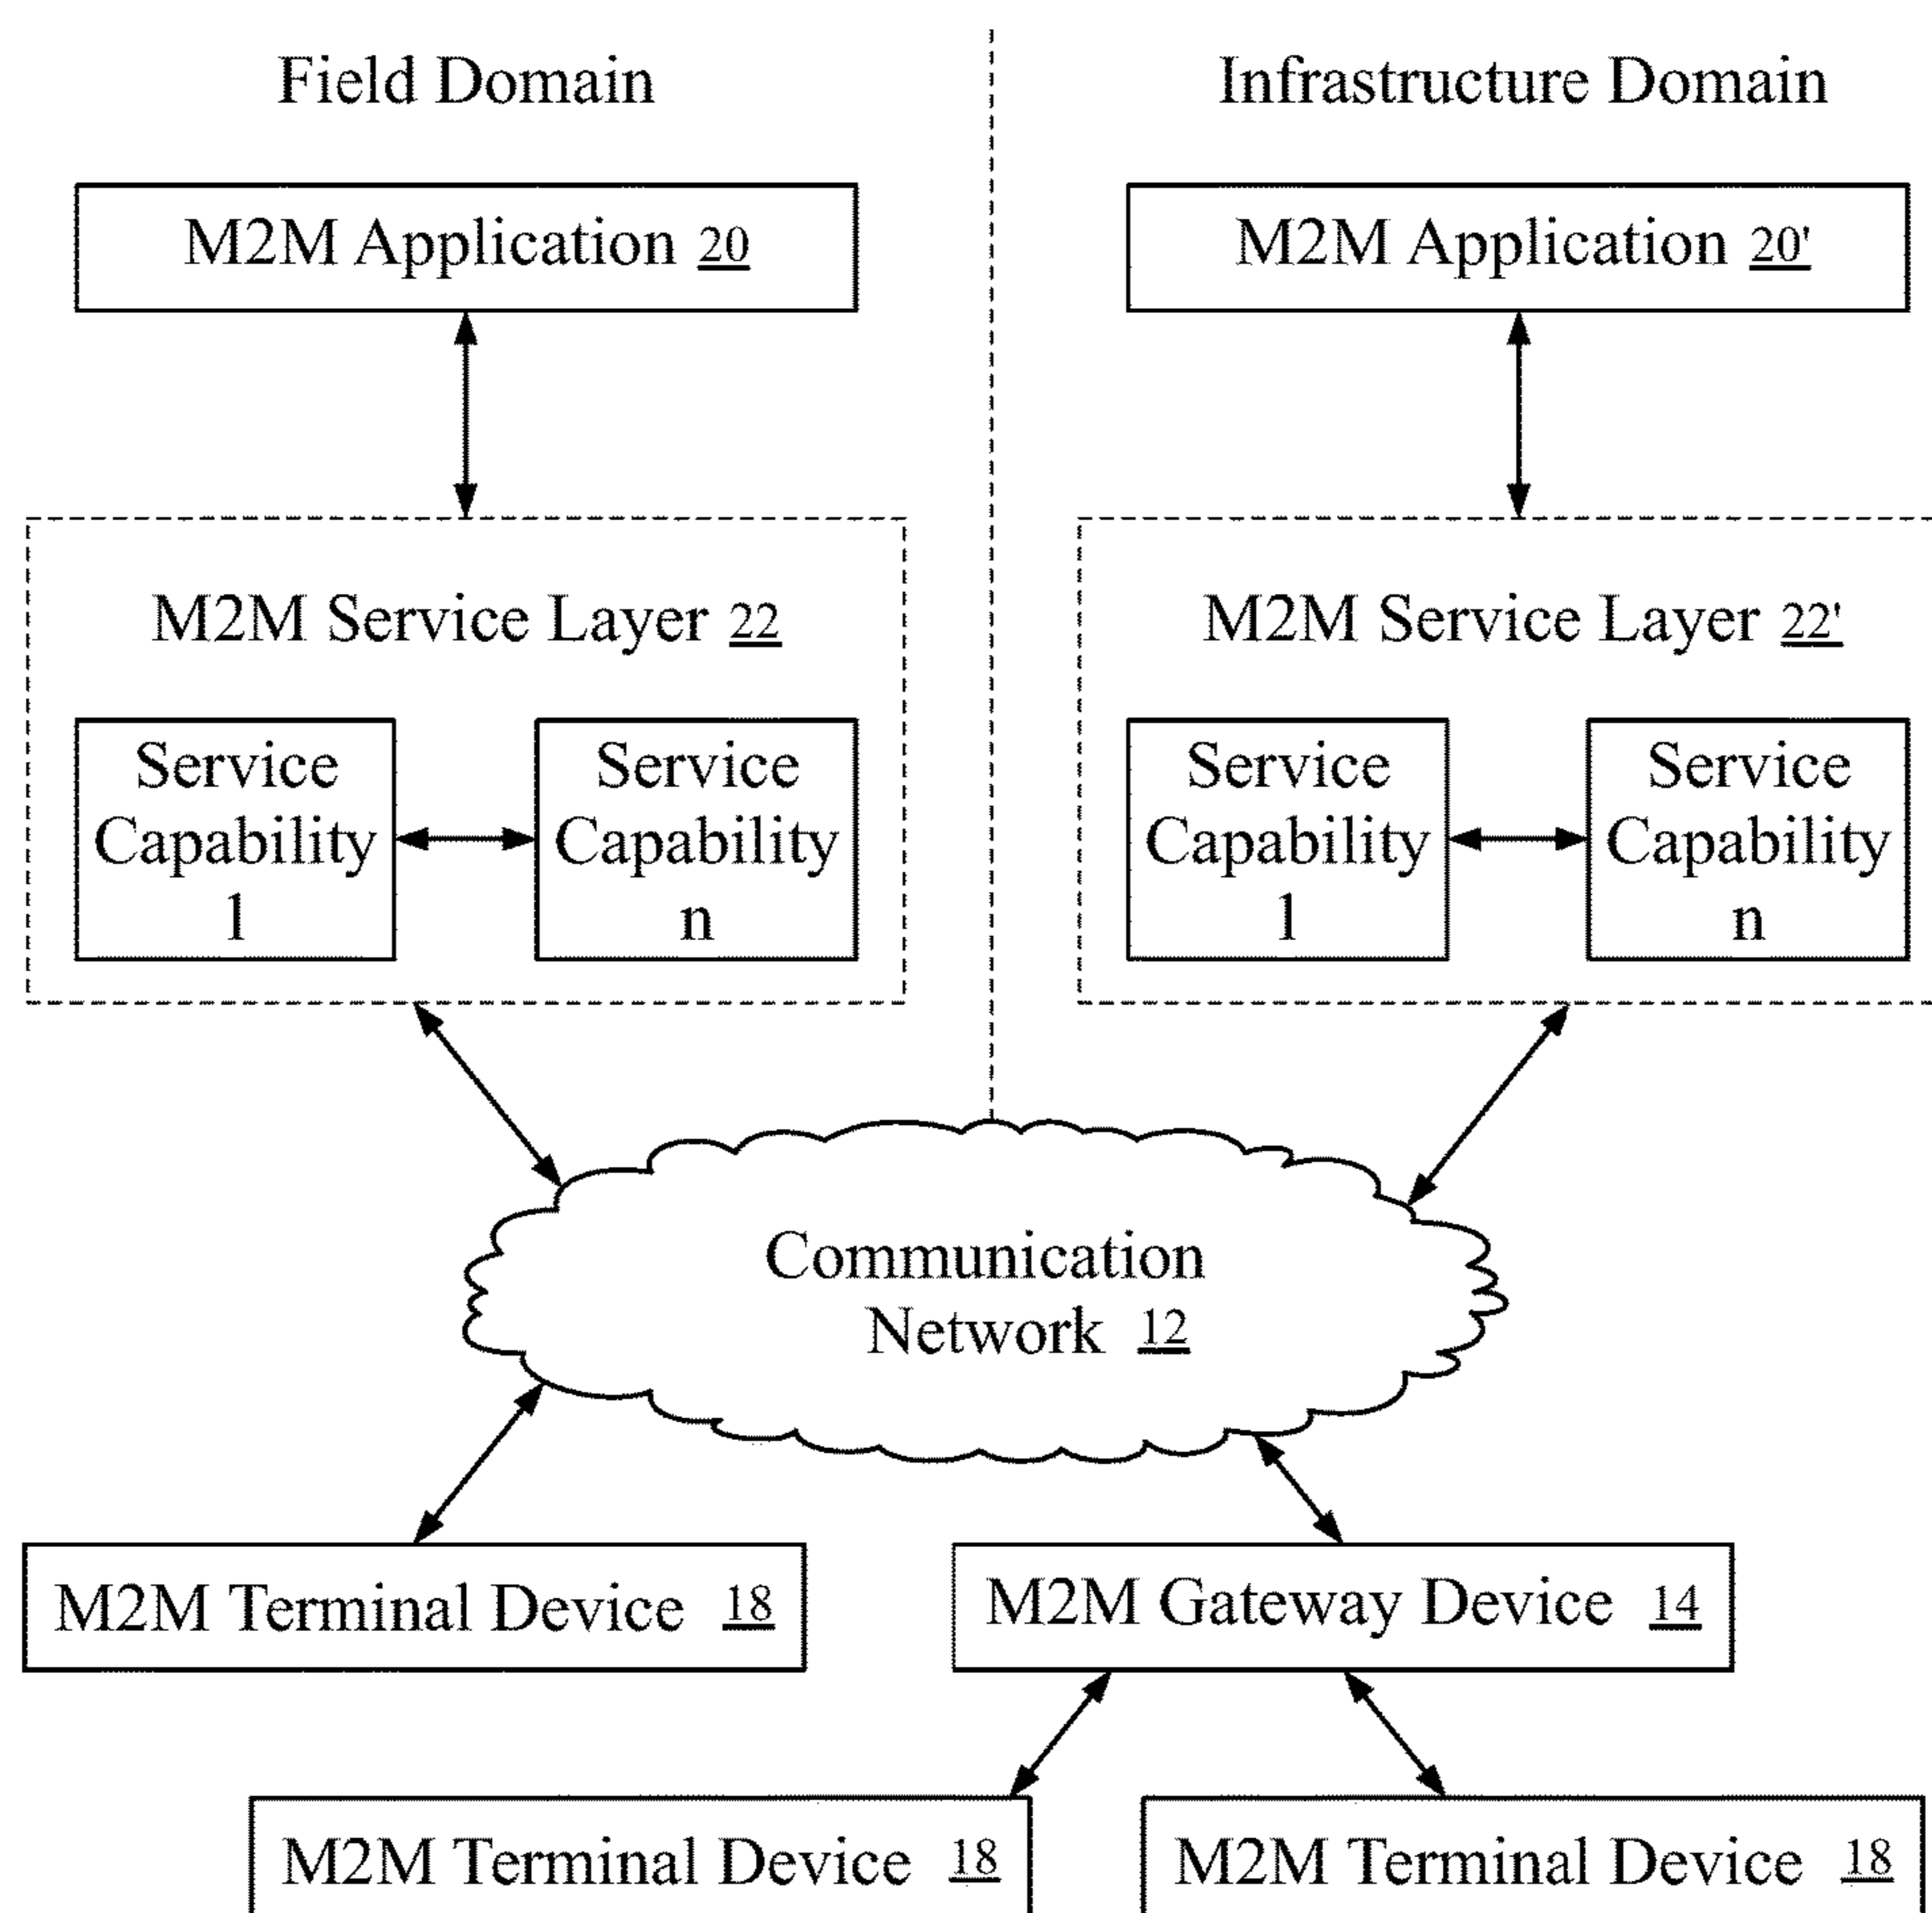 Field Domain
Infrastructure Domain
M2M Application 20
M2M Application 20'
M2M Service Layer 22
Service
Capability
1
Service
Capability
n
M2M Service Layer 22'
Service
Capability
1
Service
Capability
n
Communication
Network 12
M2M Terminal Device 18
M2M Gateway Device 14
M2M Terminal Device 18
M2M Terminal Device 18